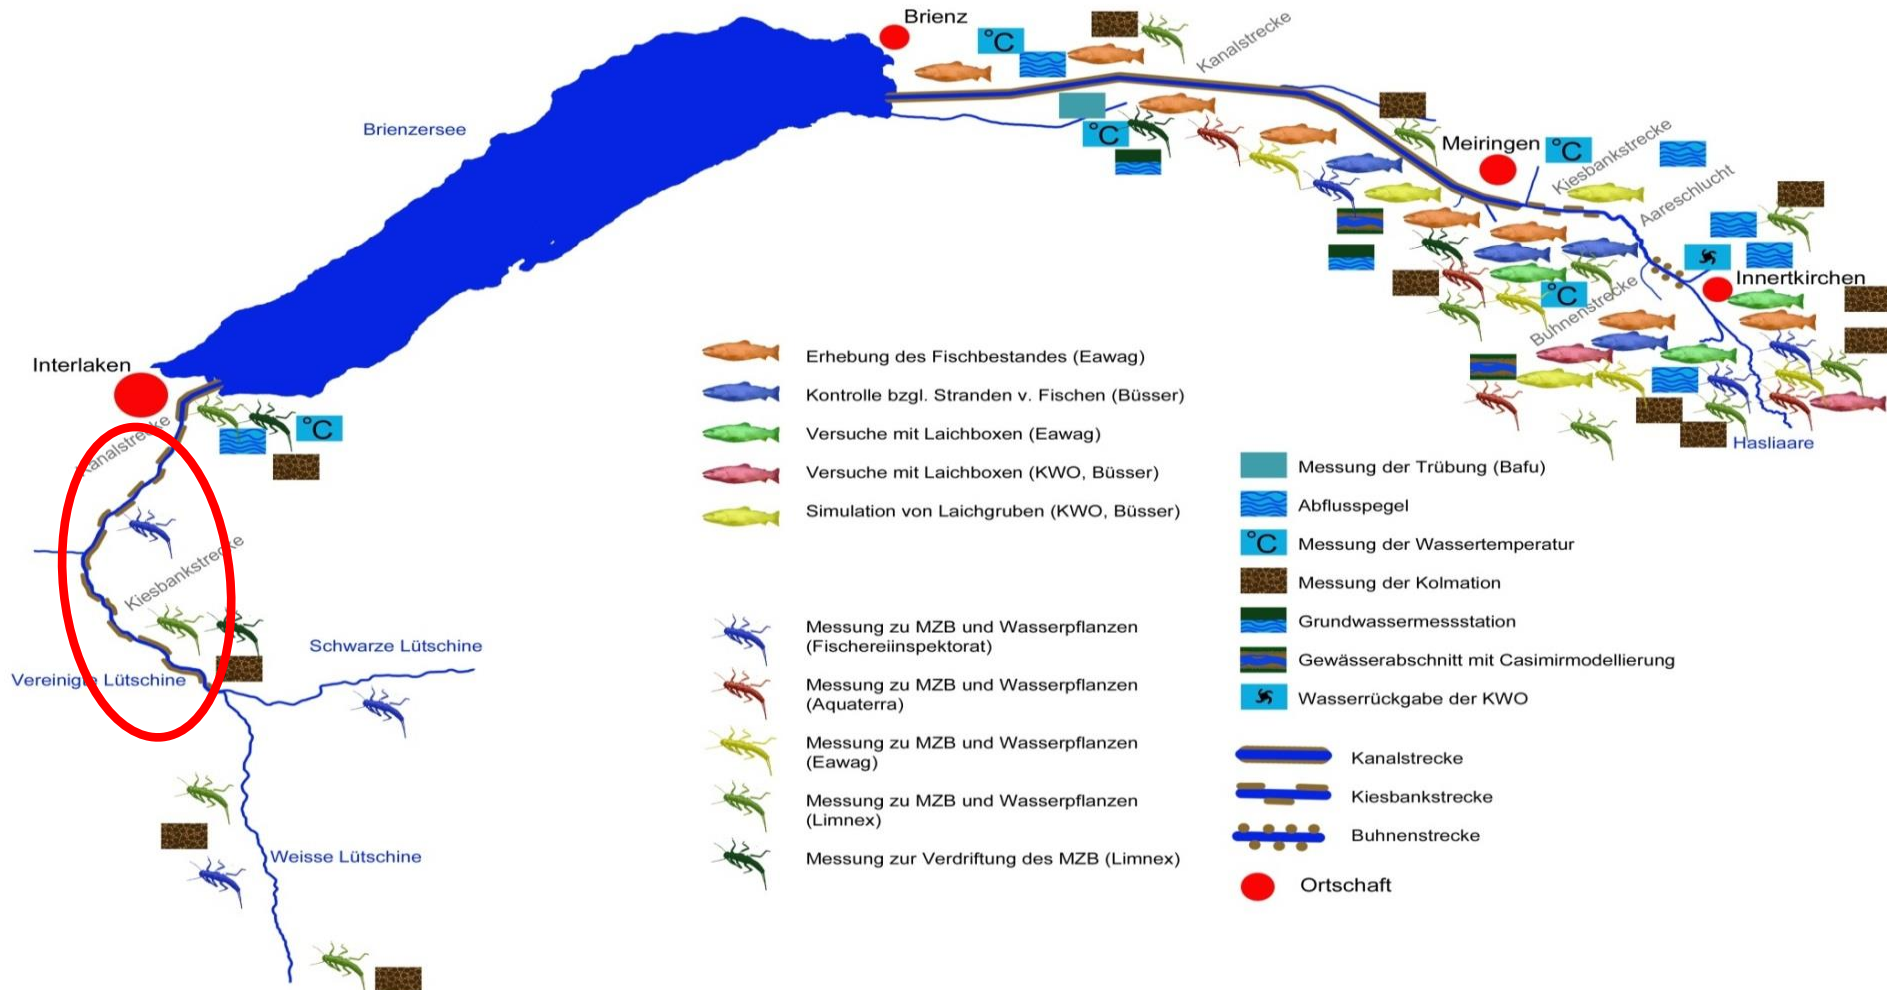 Brienz
°C
Kanalstrecke
Brienzersee
°C
Meiringen
°C
Kiesbankstrecke
Aareschlucht
Innertkirchen
°C
Buhnenstrecke
Hasliaare
Interlaken
°C
Kanalstrecke
Kiesbankstrecke
Schwarze Lütschine
Vereinigte Lütschine
Weisse Lütschine
Erhebung des Fischbestandes (Eawag)
Kontrolle bzgl. Stranden v. Fischen (Büsser)
Versuche mit Laichboxen (Eawag)
Versuche mit Laichboxen (KWO, Büsser)
Simulation von Laichgruben (KWO, Büsser)
Messung zu MZB und Wasserpflanzen
(Fischereiinspektorat)
Messung zu MZB und Wasserpflanzen
(Aquaterra)
Messung zu MZB und Wasserpflanzen
(Eawag)
Messung zu MZB und Wasserpflanzen
(Limnex)
Messung zur Verdriftung des MZB (Limnex)
Messung der Trübung (Bafu)
Abflusspegel
°C
Messung der Wassertemperatur
Messung der Kolmation
Grundwassermessstation
Gewässerabschnitt mit Casimirmodellierung
Wasserrückgabe der KWO
Kanalstrecke
Kiesbankstrecke
Buhnenstrecke
Ortschaft